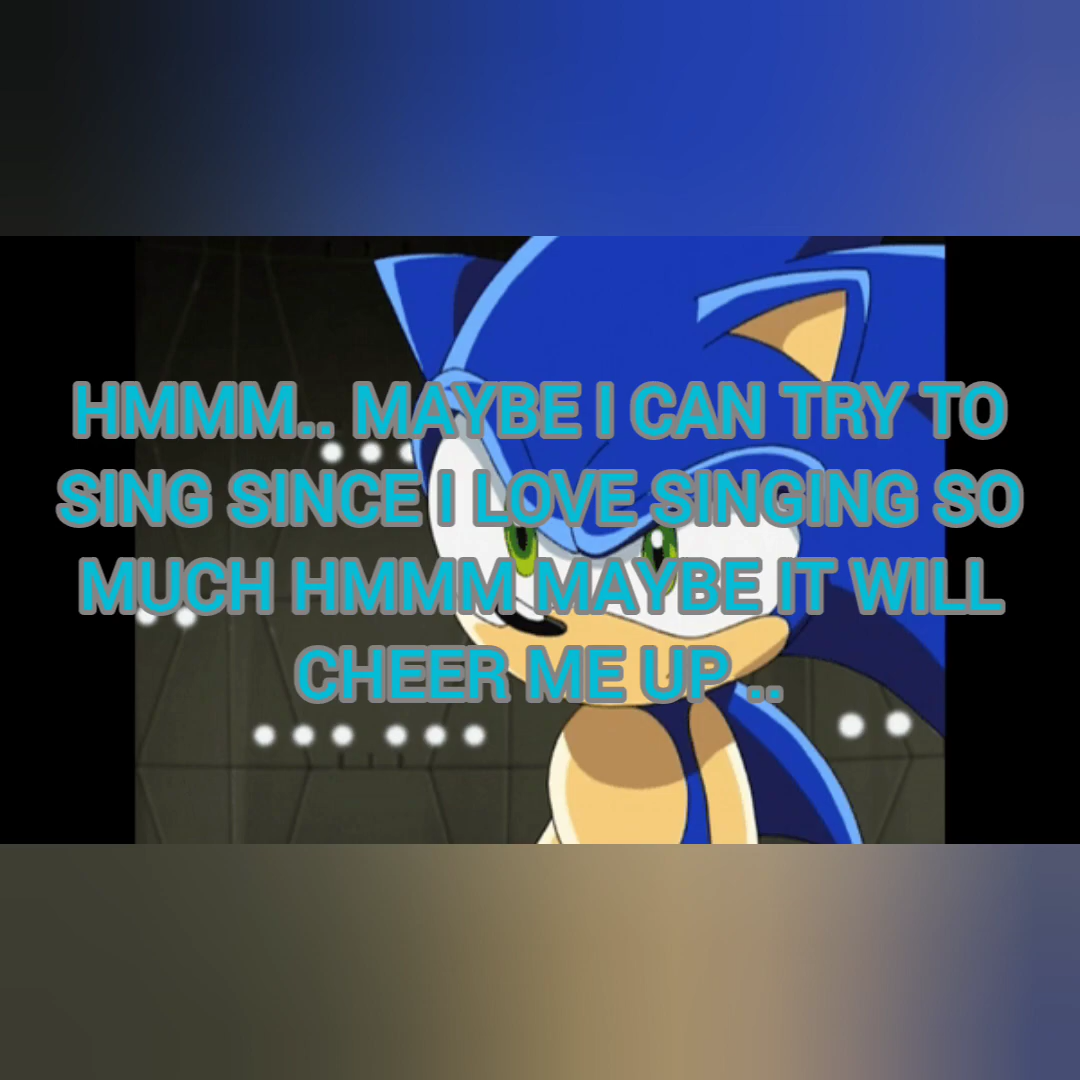 HMMM.. MAYBE I CAN TRY TO
SING SINCE I LOVE SINGING SO
MUCH HMMM MAYBE IT WILL
CHEER ME UP ..